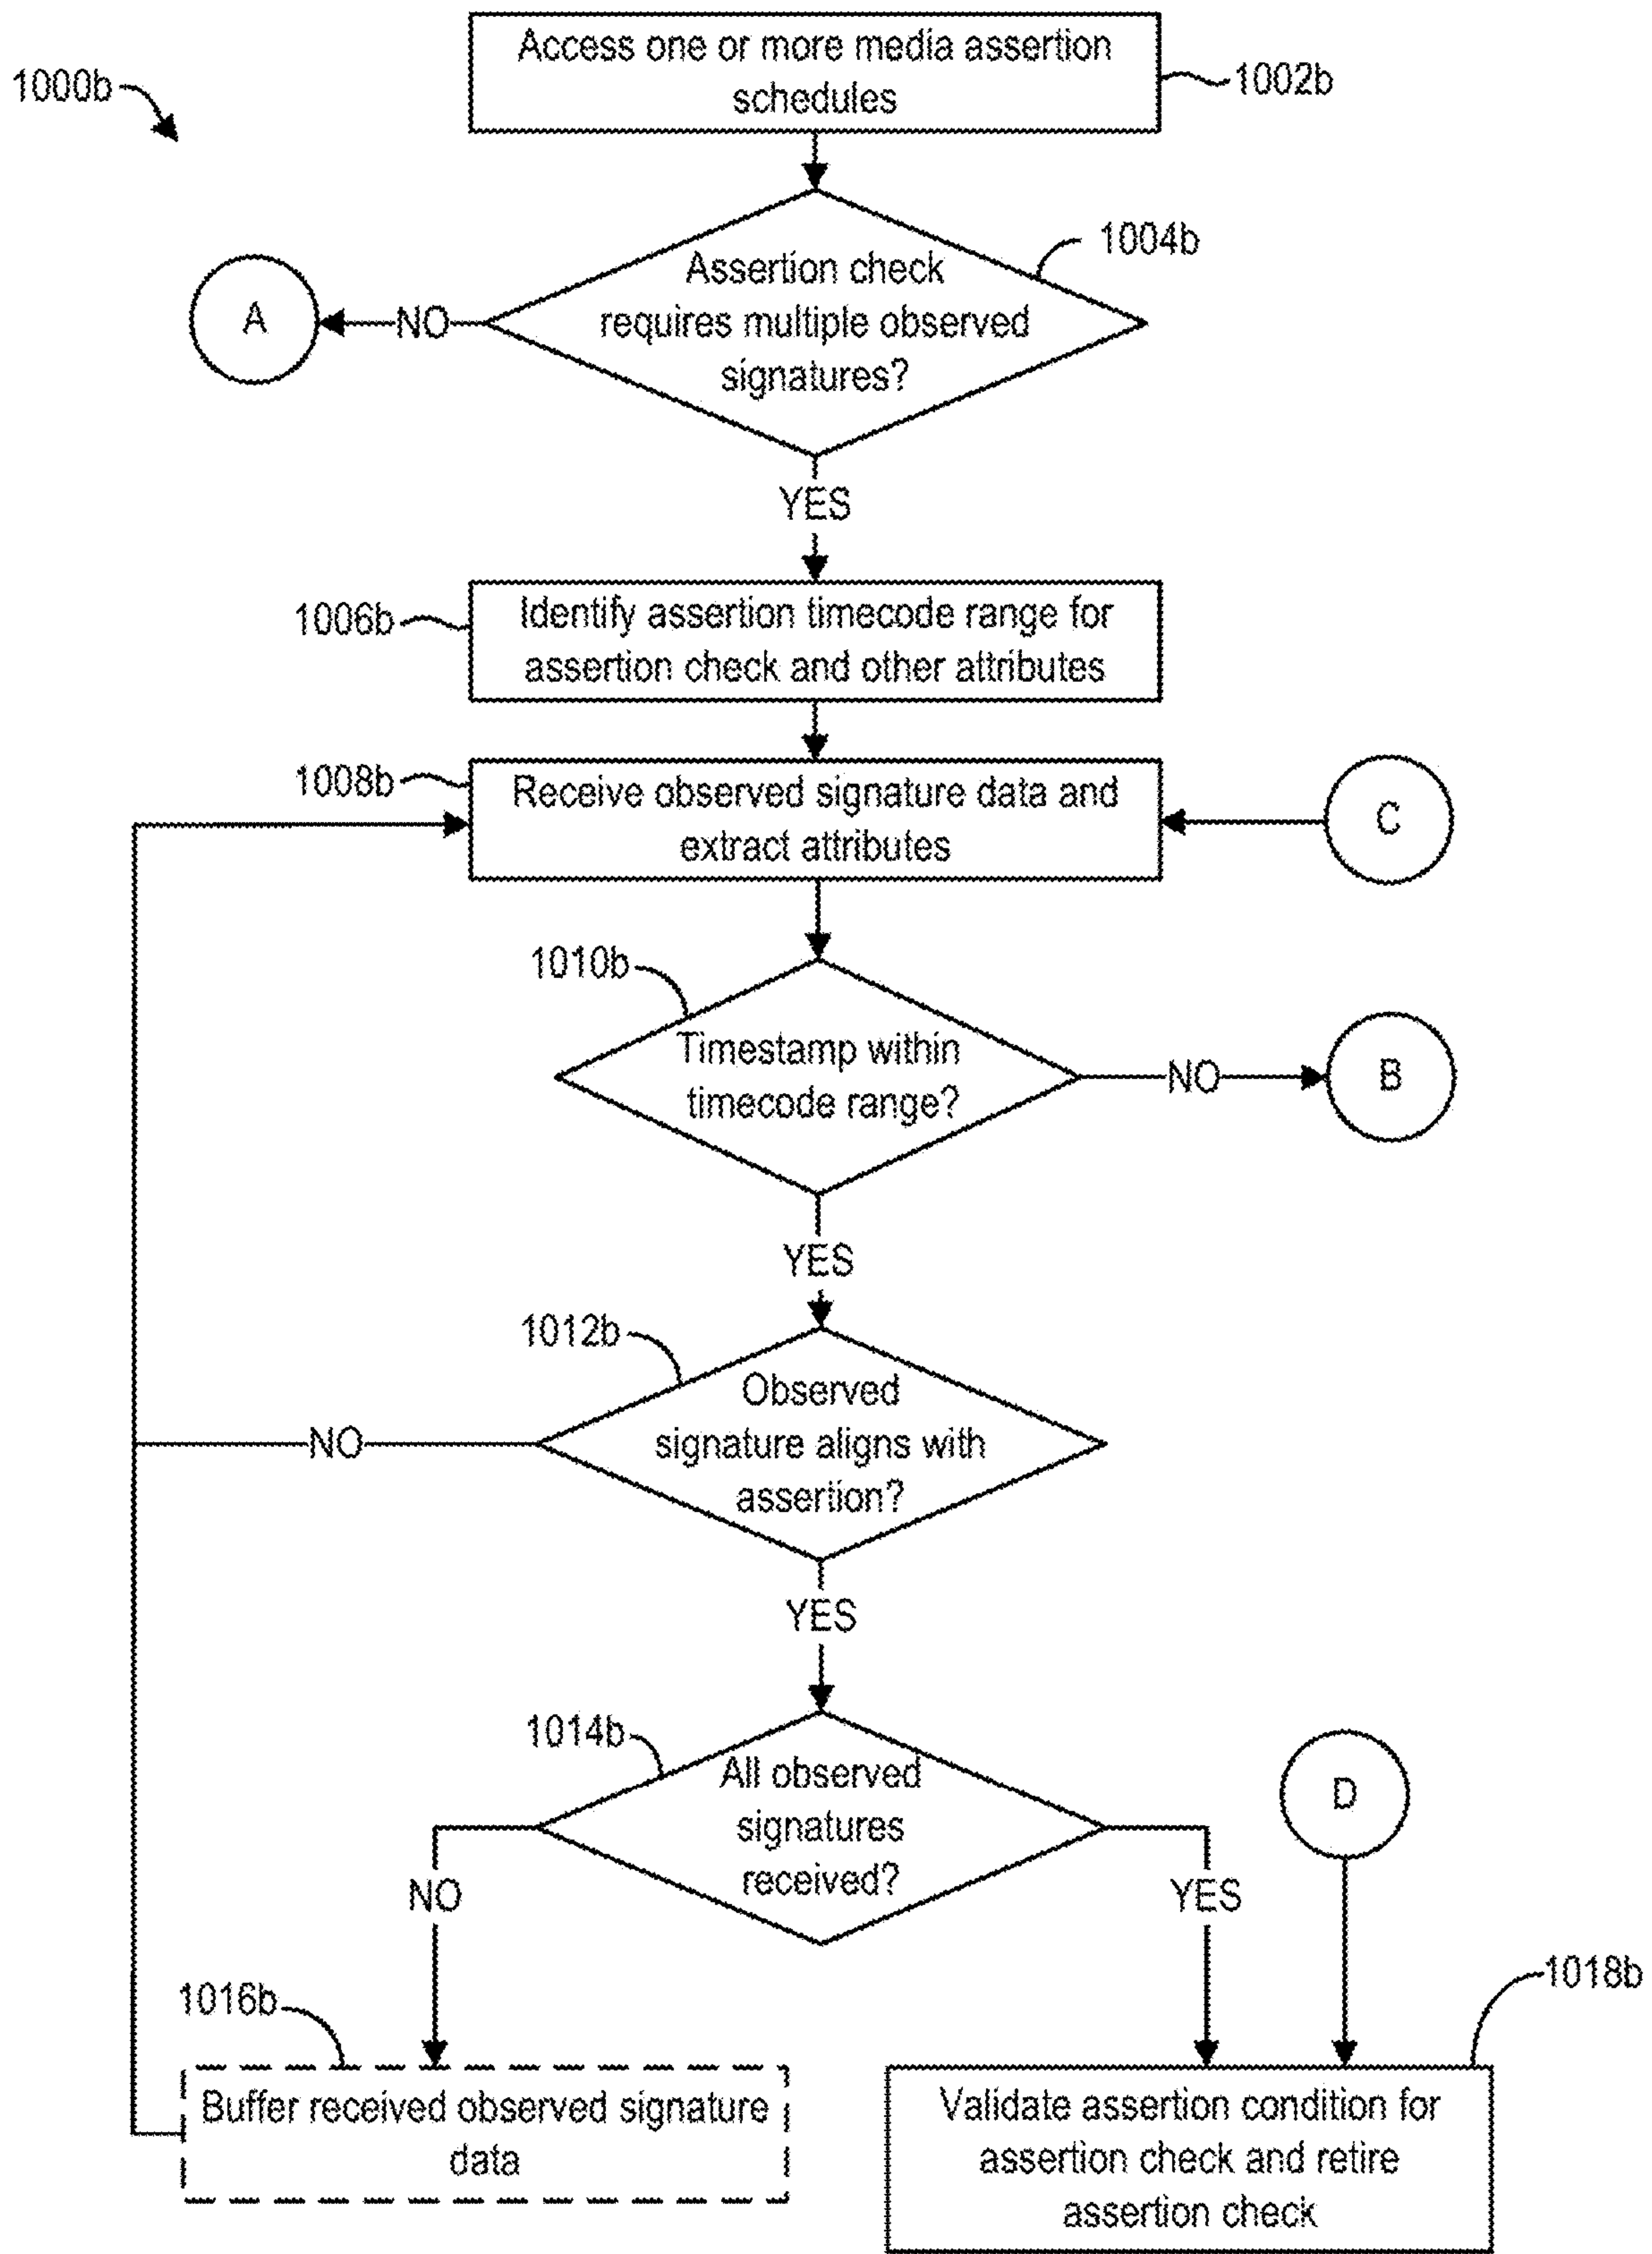 1000b
Access one or more media assertion
schedules
1002b
1004b
Assertion check
requires multiple observed
signatures?
A
NO
YES
1006b
Identify assertion timecode range for
assertion check and other attributes
1008b
Receive observed signature data and
extract attributes
C
1010b
Timestamp within
timecode range?
NO
B
YES
1012b
Observed
signature aligns with
assertion?
NO
YES
1014b
All observed
signatures
received?
D
NO
YES
1016b
1018b
Buffer received observed signature
data
Validate assertion condition for
assertion check and retire
assertion check